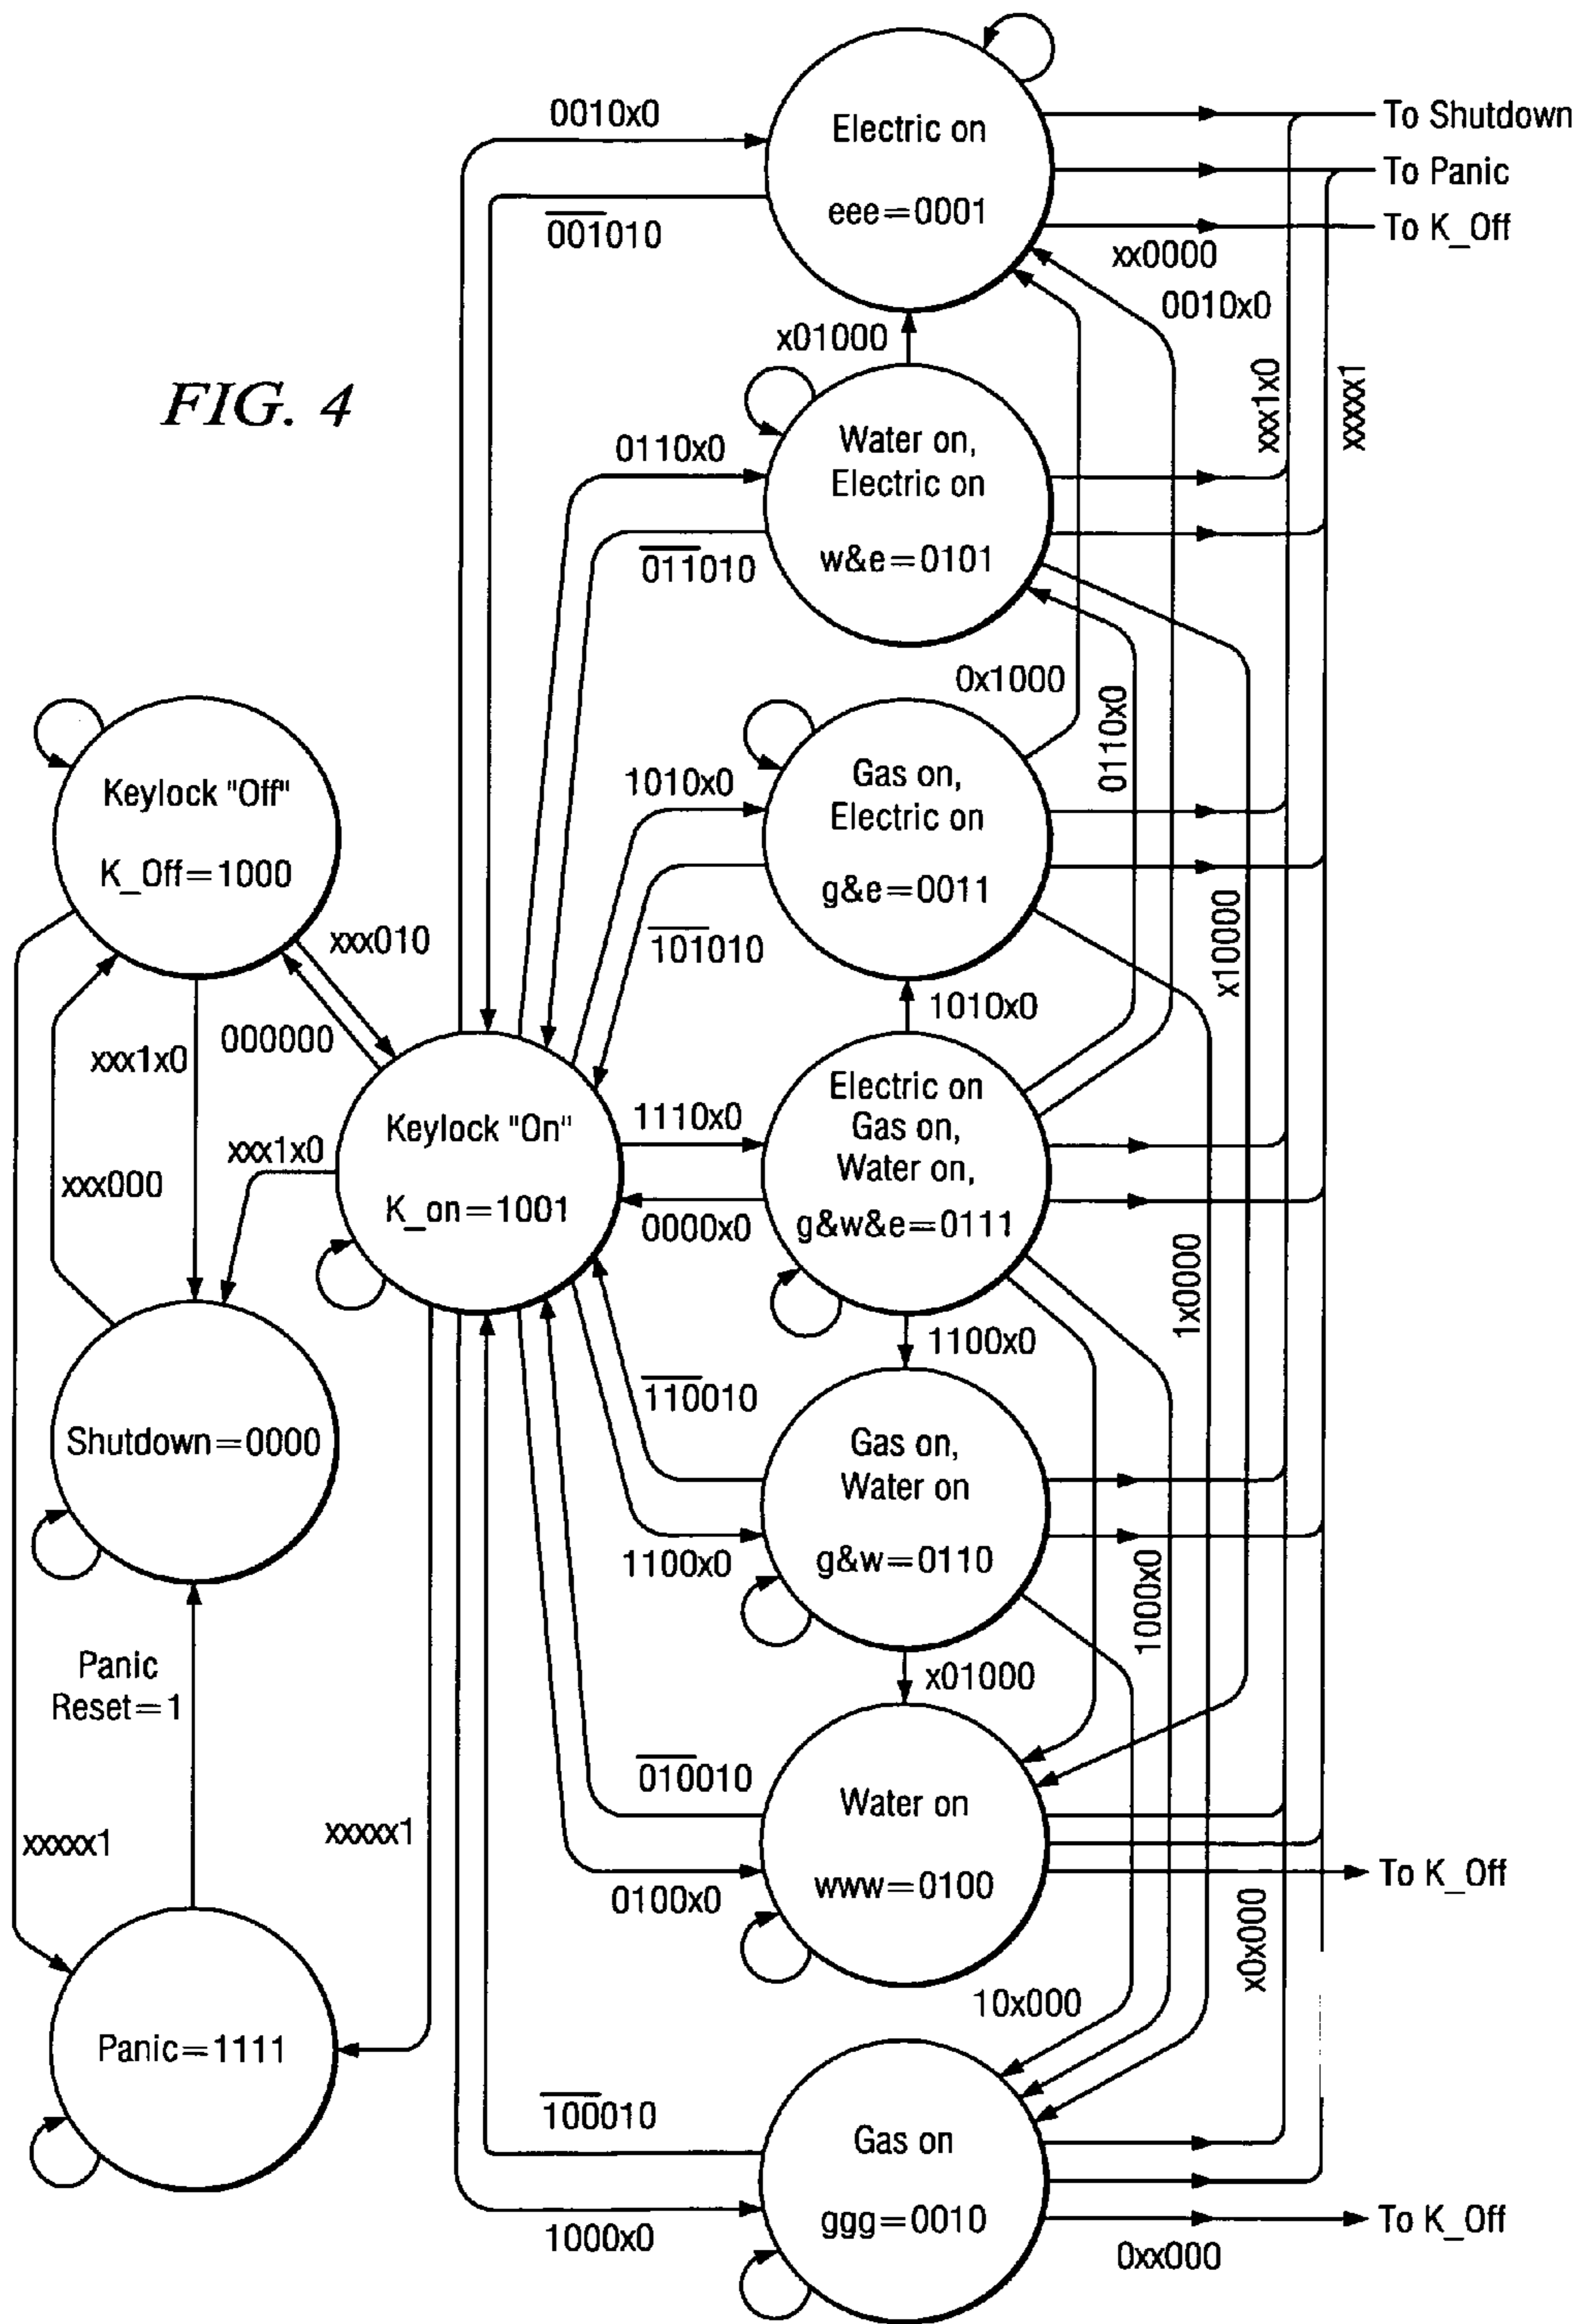 FIG. 4
0010x0
Electric on
eee=0001
To Shutdown
To Panic
To K_Off
001010
xx0000
0010x0
x01000
xxx1x0
xxxxx1
0110x0
Water on,
Electric on
w&e=0101
011010
0x1000
0110x0
x10000
Keylock "Off"
K_Off=1000
1010x0
Gas on,
Electric on
g&e=0011
101010
1010x0
xxx010
000000
xxx1x0
xxx1x0
xxx000
Keylock "On"
K_on=1001
1110x0
0000x0
Electric on
Gas on,
Water on,
g&w&e=0111
1x0000
1100x0
110010
Shutdown=0000
Gas on,
Water on
g&w=0110
1100x0
1000x0
x01000
Panic
Reset=1
010010
Water on
www=0100
To K_Off
0100x0
xxxxx1
xxxxx1
x0x000
10x000
Panic=1111
100010
Gas on
ggg=0010
To K_Off
1000x0
0xx000